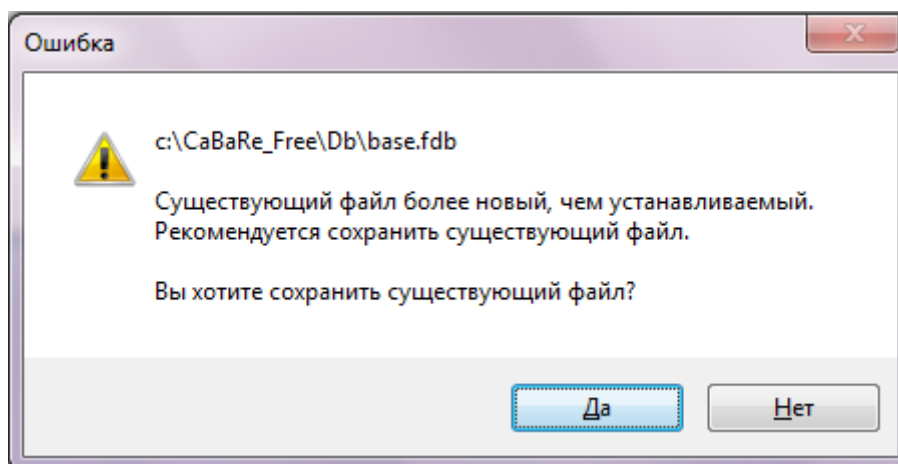 Ошибка
c:\CaBaRe_Free\Db\base.fdb
Существующий файл более новый, чем устанавливаемый.
Рекомендуется сохранить существующий файл.
Вы хотите сохранить существующий файл?
Да
Нет